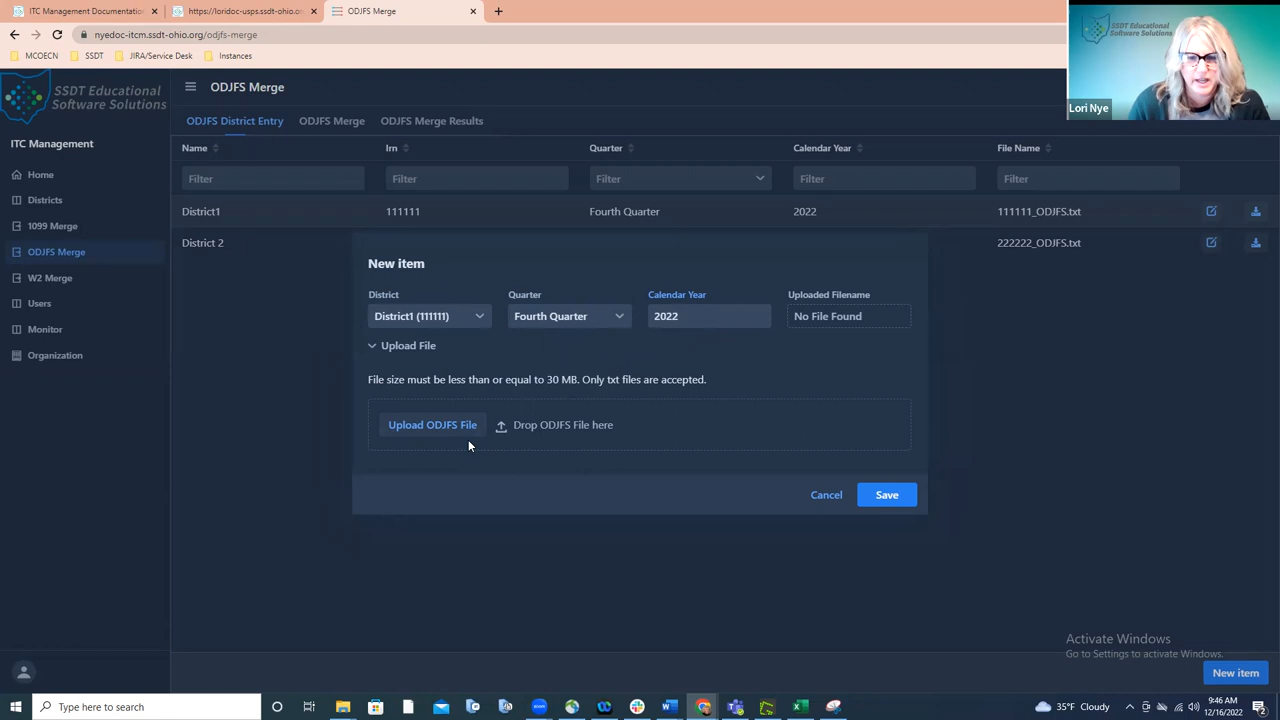 ITC Management Documentatio
https://loridoc-usps.ssdt-ohio.or
ODJFS Merge
nyedoc-itcm.ssdt-ohio.org/odjfs-merge
MCOECN
SSDT
JIRA/Service Desk
Instances
SSDT Educational
Software Solutions
ODJFS Merge
SSDT Educational
Software Solutions
Lori Nye
ODJFS District Entry
ODJFS Merge
ODJFS Merge Results
ITC Management
Home
Districts
1099 Merge
ODJFS Merge
W2 Merge
Users
Monitor
Organization
Name
Irn
Quarter
Calendar Year
File Name
Filter
Filter
Filter
Filter
Filter
District1
111111
Fourth Quarter
2022
111111_ODJFS.txt
District 2
222222_ODJFS.txt
New item
District
Quarter
Calendar Year
Uploaded Filename
District1 (111111)
Fourth Quarter
2022
No File Found
Upload File
File size must be less than or equal to 30 MB. Only txt files are accepted.
Upload ODJFS File
Drop ODJFS File here
Cancel
Save
Activate Windows
Go to Settings to activate Windows.
New item
Type here to search
35°F Cloudy
9:46 AM
12/16/2022
2